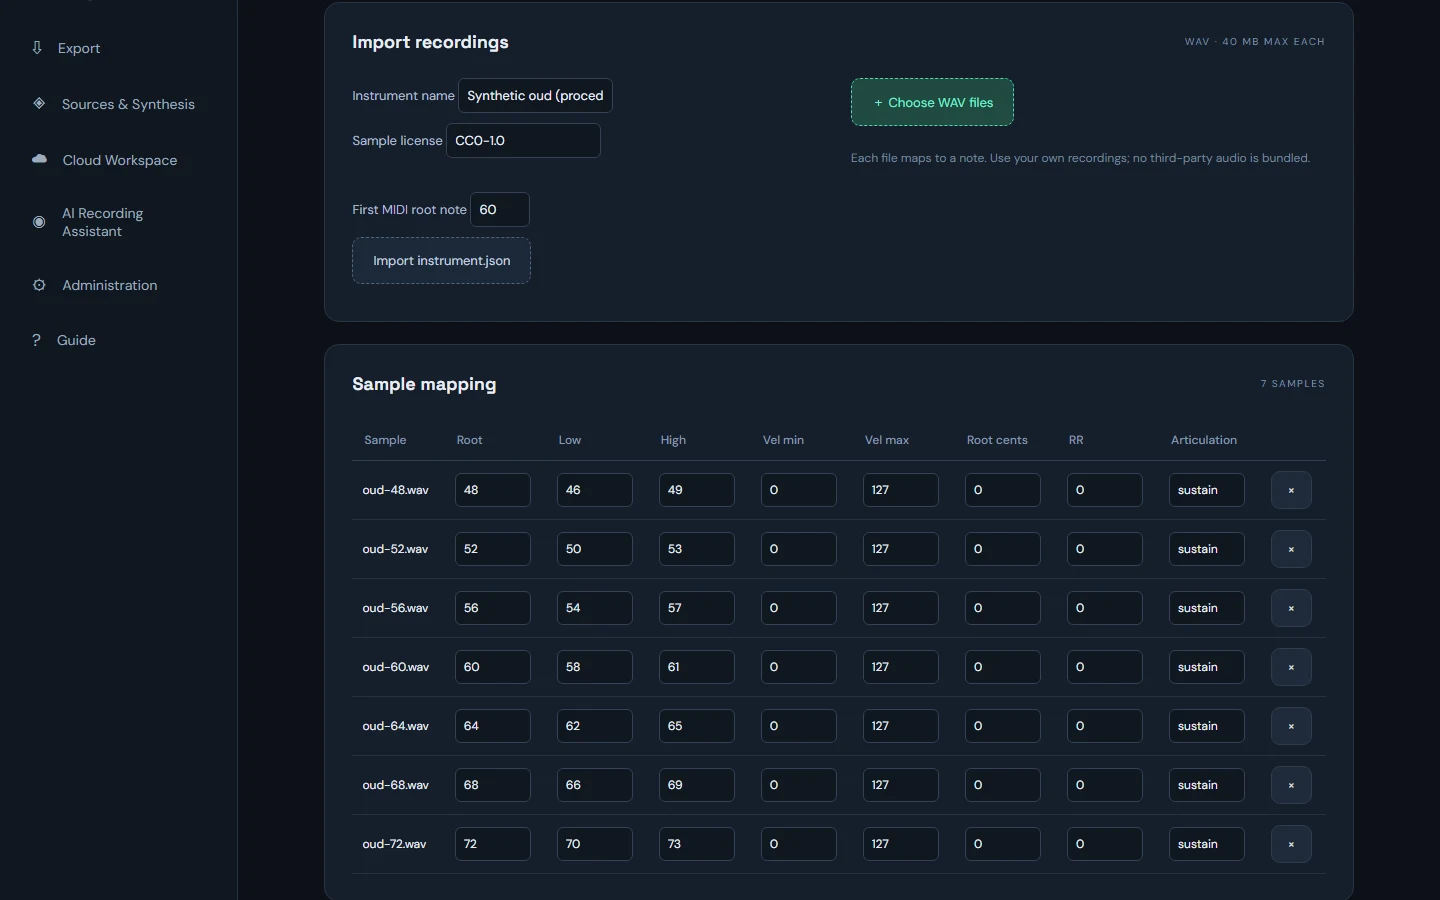 Export
Sources & Synthesis
Cloud Workspace
AI Recording
Assistant
Administration
? Guide
Import recordings
WAV · 40 MB MAX EACH
Instrument name Synthetic oud (proced
Sample license CC0-1.0
First MIDI root note 60
Import instrument.json
+ Choose WAV files
Each file maps to a note. Use your own recordings; no third-party audio is bundled.
Sample mapping
7 SAMPLES
Sample Root Low High Vel min Vel max Root cents RR Articulation
oud-48.wav 48 46 49 0 127 0 0 sustain ×
oud-52.wav 52 50 53 0 127 0 0 sustain ×
oud-56.wav 56 54 57 0 127 0 0 sustain ×
oud-60.wav 60 58 61 0 127 0 0 sustain ×
oud-64.wav 64 62 65 0 127 0 0 sustain ×
oud-68.wav 68 66 69 0 127 0 0 sustain ×
oud-72.wav 72 70 73 0 127 0 0 sustain ×